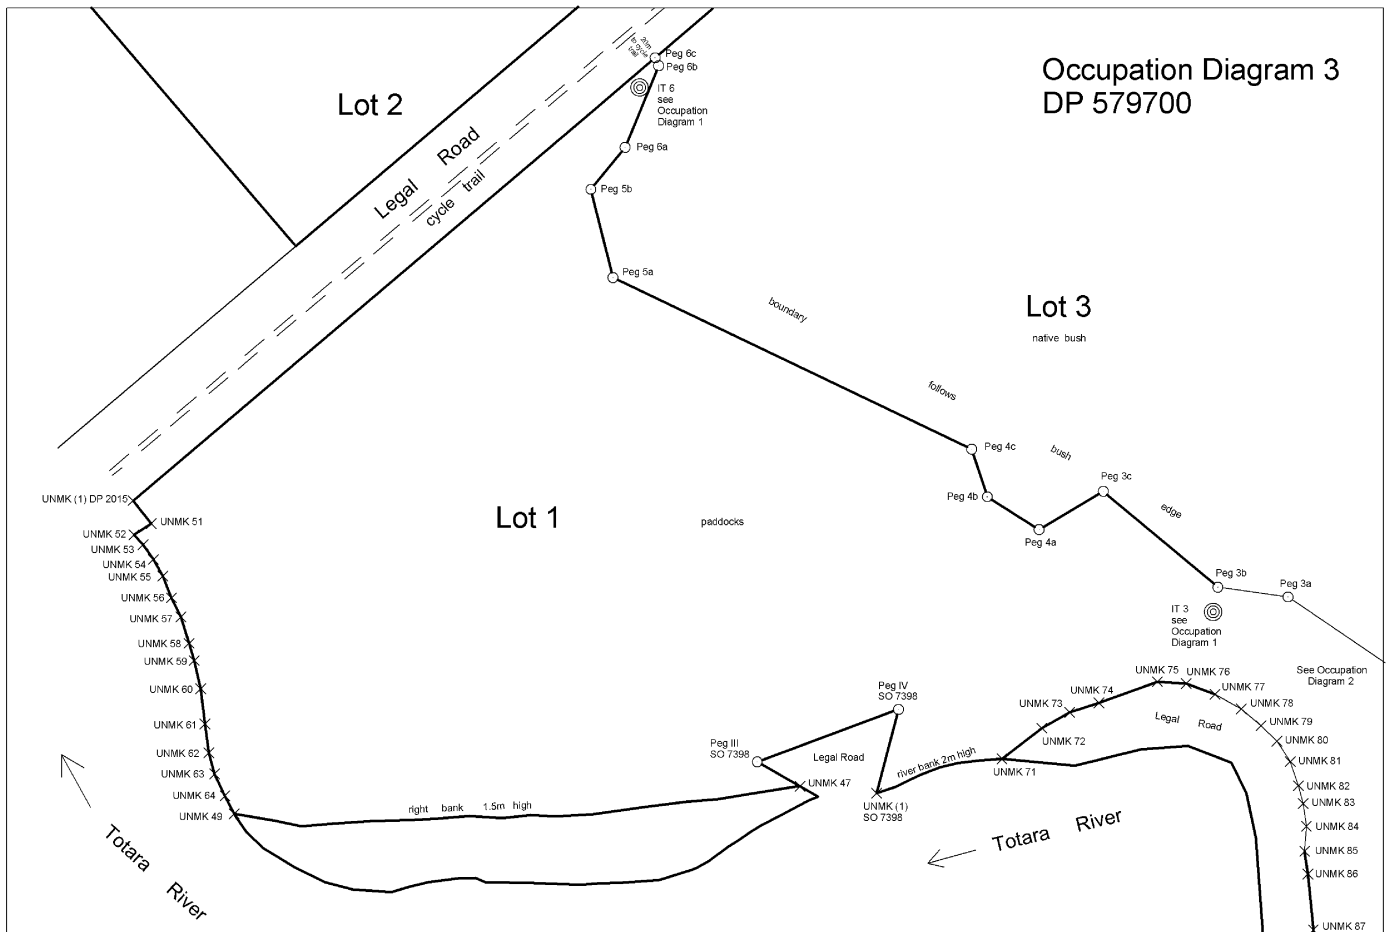 Occupation Diagram 3
DP 579700
Lot 2
Legal Road
cycle trail
20m
to cycle
trail
Peg 6c
Peg 6b
IT 6
see
Occupation
Diagram 1
Peg 6a
Peg 5b
Peg 5a
boundary
follows
bush
edge
Lot 3
native bush
Peg 4c
Peg 4b
Peg 4a
Peg 3c
Peg 3b
Peg 3a
IT 3
see
Occupation
Diagram 1
See Occupation
Diagram 2
UNMK (1) DP 2015
UNMK 51
UNMK 52
UNMK 53
UNMK 54
UNMK 55
UNMK 56
UNMK 57
UNMK 58
UNMK 59
UNMK 60
UNMK 61
UNMK 62
UNMK 63
UNMK 64
UNMK 49
Lot 1
paddocks
right bank 1.5m high
Peg III
SO 7398
Peg IV
SO 7398
Legal Road
UNMK 47
UNMK (1)
SO 7398
river bank 2m high
UNMK 71
UNMK 72
UNMK 73
UNMK 74
UNMK 75
UNMK 76
UNMK 77
UNMK 78
UNMK 79
UNMK 80
UNMK 81
UNMK 82
UNMK 83
UNMK 84
UNMK 85
UNMK 86
UNMK 87
Legal Road
Totara River
Totara River